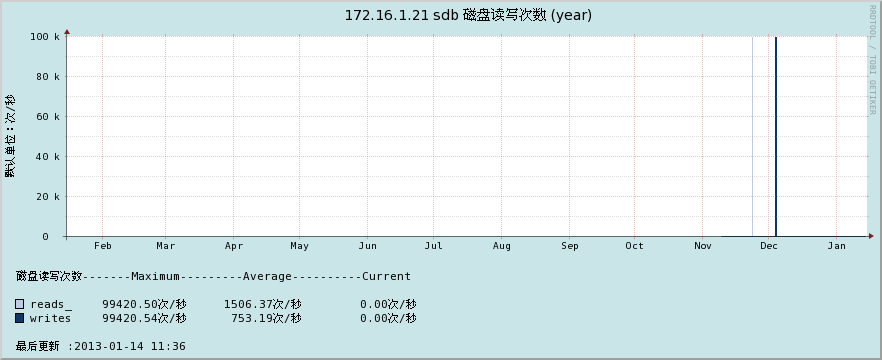 172.16.1.21 sdb 磁盘读写次数 (year)
RRDTOOL / TOBI OETIKER
默认单位：次/秒
100 k
80 k
60 k
40 k
20 k
0
Feb Mar Apr May Jun Jul Aug Sep Oct Nov Dec Jan
磁盘读写次数-------Maximum---------Average----------Current
reads_ 99420.50次/秒 1506.37次/秒 0.00次/秒
writes 99420.54次/秒 753.19次/秒 0.00次/秒
最后更新 :2013-01-14 11:36